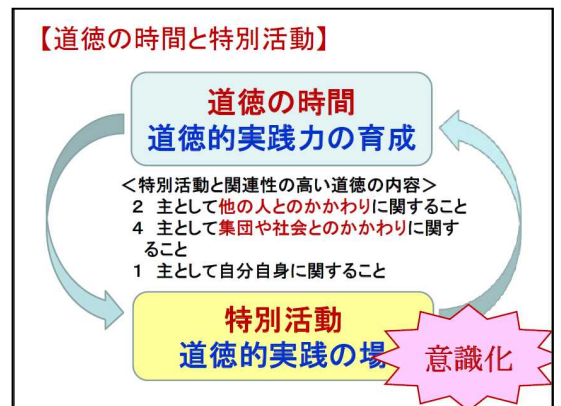 【道徳の時間と特別活動】
道徳の時間
道徳的実践力の育成
＜特別活動と関連性の高い道徳の内容＞
２　主として他の人とのかかわりに関すること
４　主として集団や社会とのかかわりに関す
ること
１　主として自分自身に関すること
特別活動
道徳的実践の場
意識化